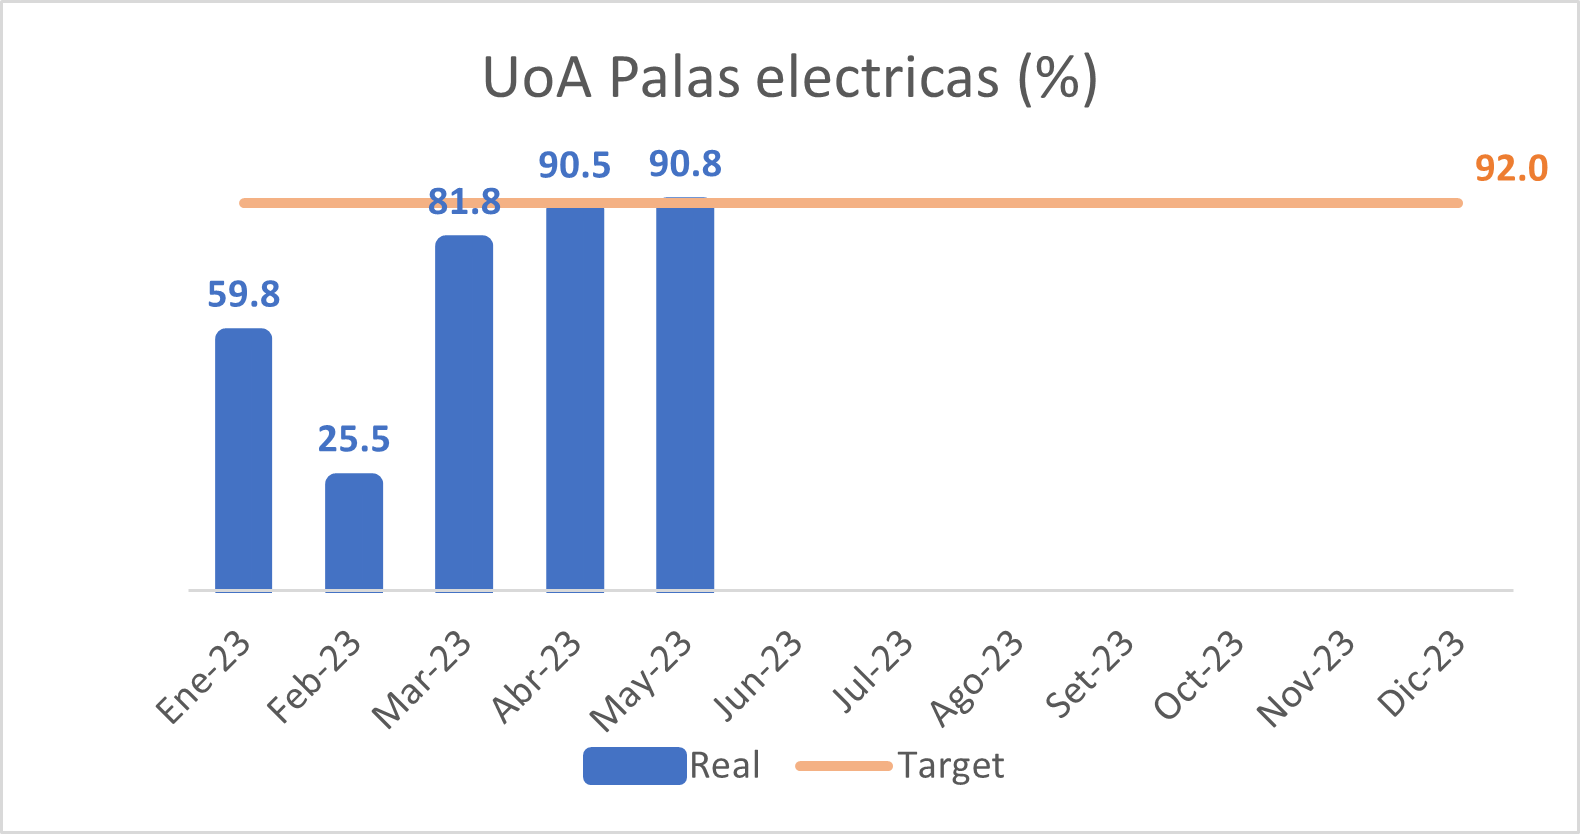 UoA Palas electricas (%)
90.5
90.8
92.0
81.8
59.8
25.5
Ene-23
Feb-23
Mar-23
Abr-23
May-23
Jun-23
Jul-23
Ago-23
Set-23
Oct-23
Nov-23
Dic-23
Real
Target